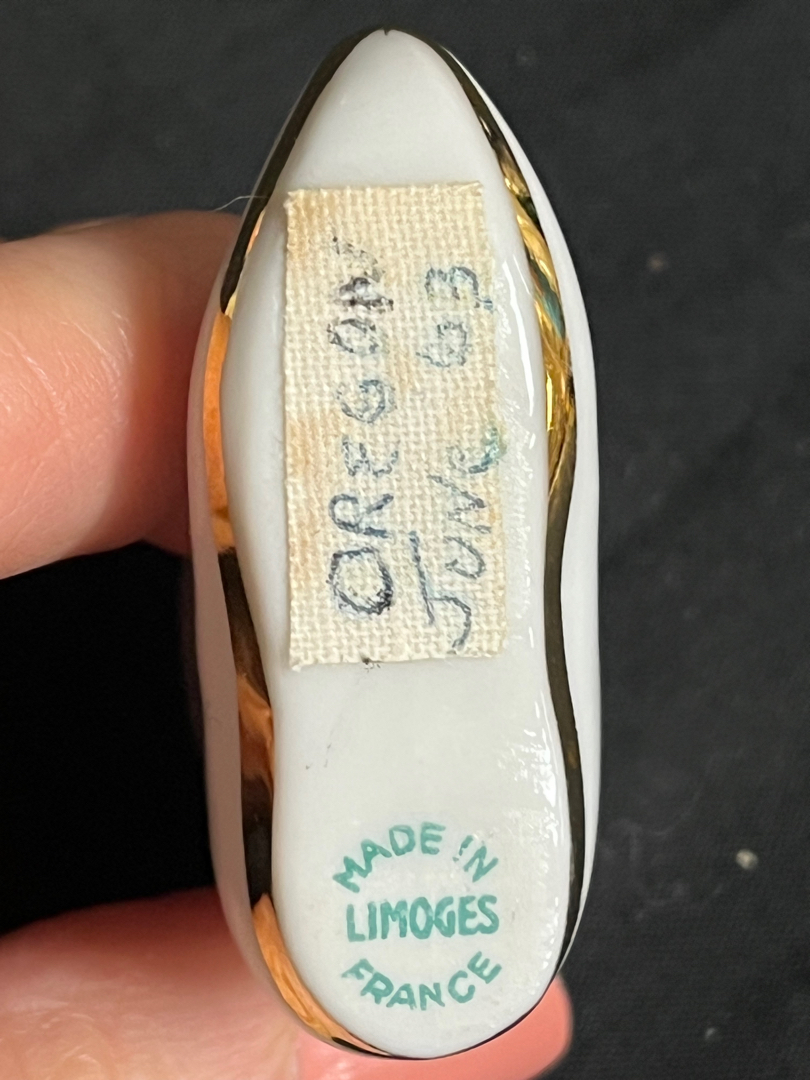 OREGON
JUNE 63
MADE IN
LIMOGES
FRANCE